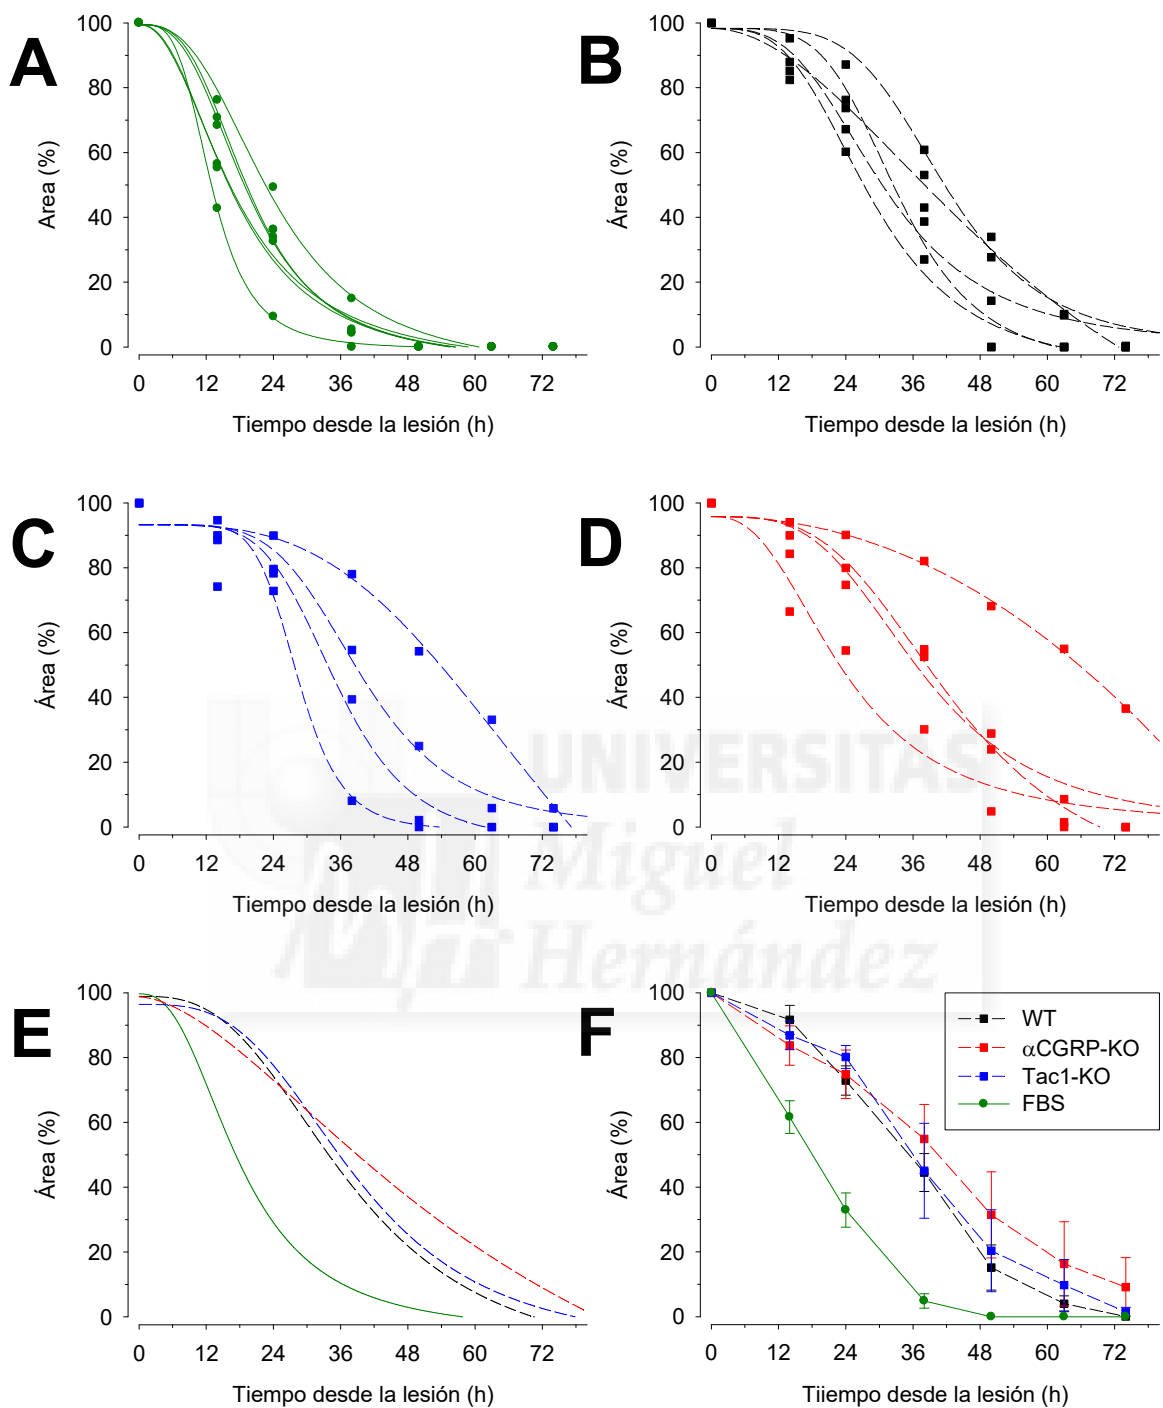 A
B
100
80
60
40
20
0
Área (%)
0 12 24 36 48 60 72
Tiempo desde la lesión (h)
100
80
60
40
20
0
Área (%)
0 12 24 36 48 60 72
Tiempo desde la lesión (h)
C
D
100
80
60
40
20
0
Área (%)
0 12 24 36 48 60 72
Tiempo desde la lesión (h)
100
80
60
40
20
0
Área (%)
0 12 24 36 48 60 72
Tiempo desde la lesión (h)
UNIVERSITAS
Miguel
Hernández
E
F
100
80
60
40
20
0
Área (%)
0 12 24 36 48 60 72
Tiempo desde la lesión (h)
100
80
60
40
20
0
Área (%)
0 12 24 36 48 60 72
Tiiempo desde la lesión (h)
WT
αCGRP-KO
Tac1-KO
FBS